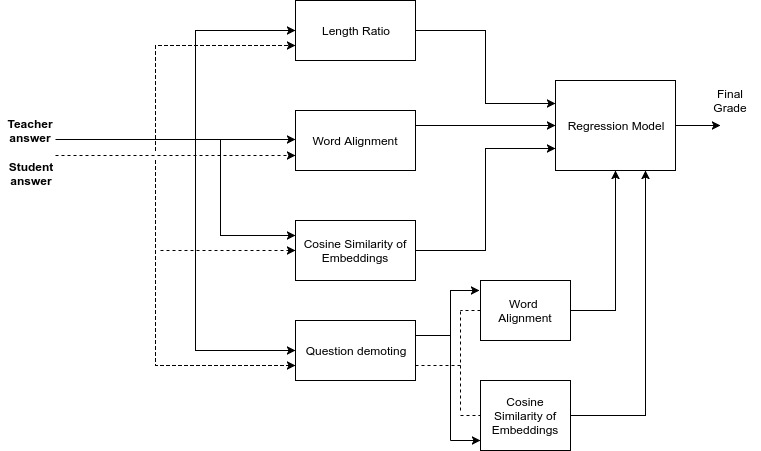 Length Ratio
Final
Grade
Teacher
answer
Regression Model
Word Alignment
Student
answer
Cosine Similarity of
Embeddings
Word
Alignment
Question demoting
Cosine
Similarity of
Embeddings